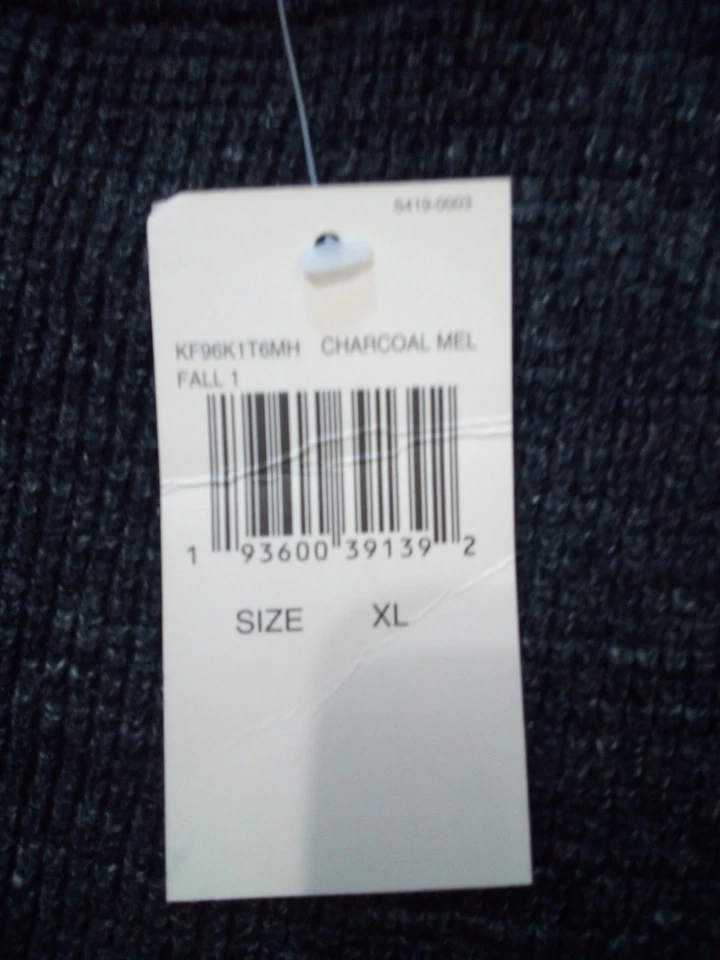 S419-0003
KF96K1T6MH CHARCOAL MEL
FALL 1
1 93600 39139 2
SIZE XL